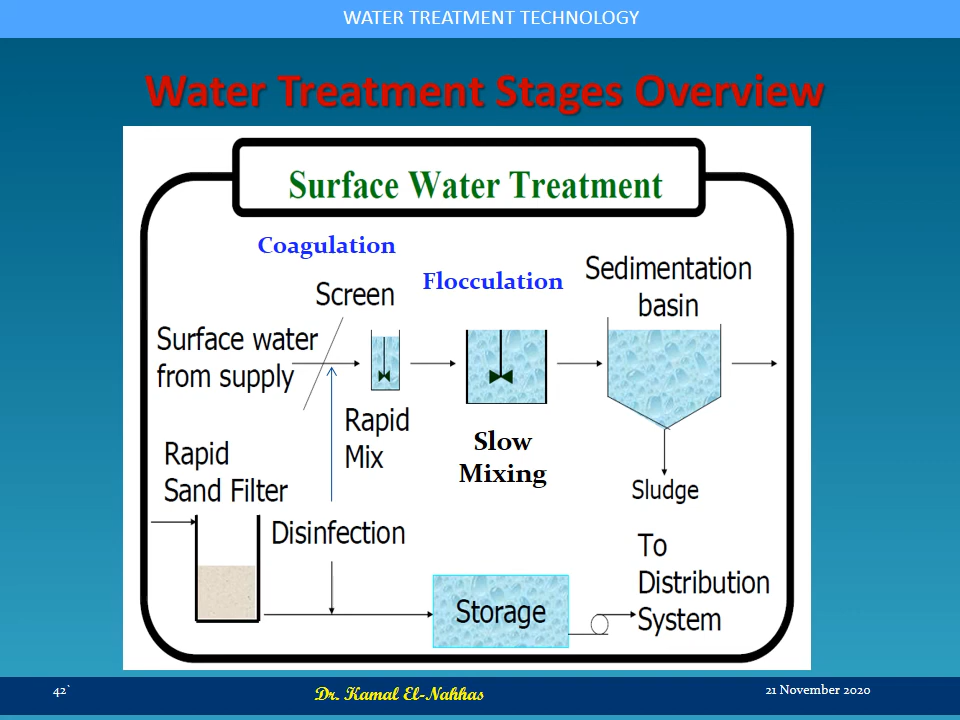 WATER TREATMENT TECHNOLOGY
Water Treatment Stages Overview
Surface Water Treatment
Coagulation
Flocculation
Sedimentation
basin
Screen
Surface water
from supply
Rapid
Mix
Slow
Mixing
Sludge
Rapid
Sand Filter
Disinfection
Storage
To
Distribution
System
42`
Dr. Kamal El-Nahhas
21 November 2020